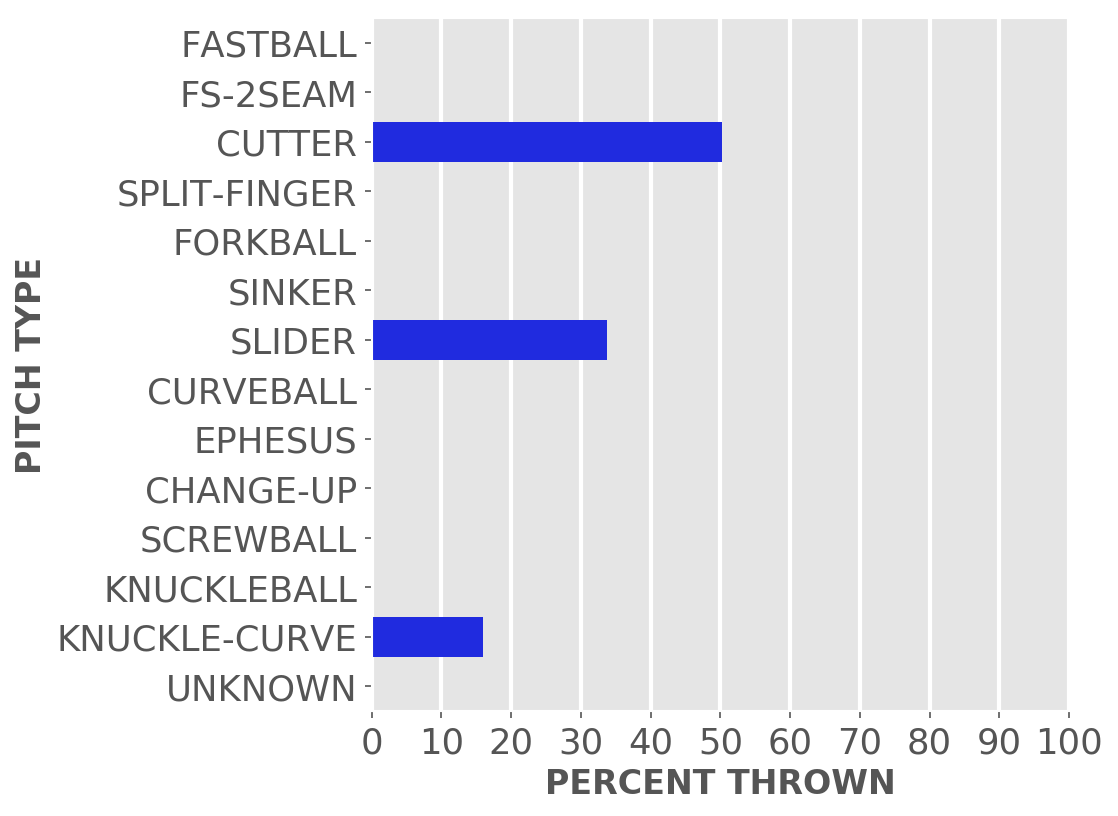 FASTBALL
FS-2SEAM
CUTTER
SPLIT-FINGER
FORKBALL
SINKER
SLIDER
CURVEBALL
EPHESUS
CHANGE-UP
SCREWBALL
KNUCKLEBALL
KNUCKLE-CURVE
UNKNOWN
PITCH TYPE
0 10 20 30 40 50 60 70 80 90 100
PERCENT THROWN